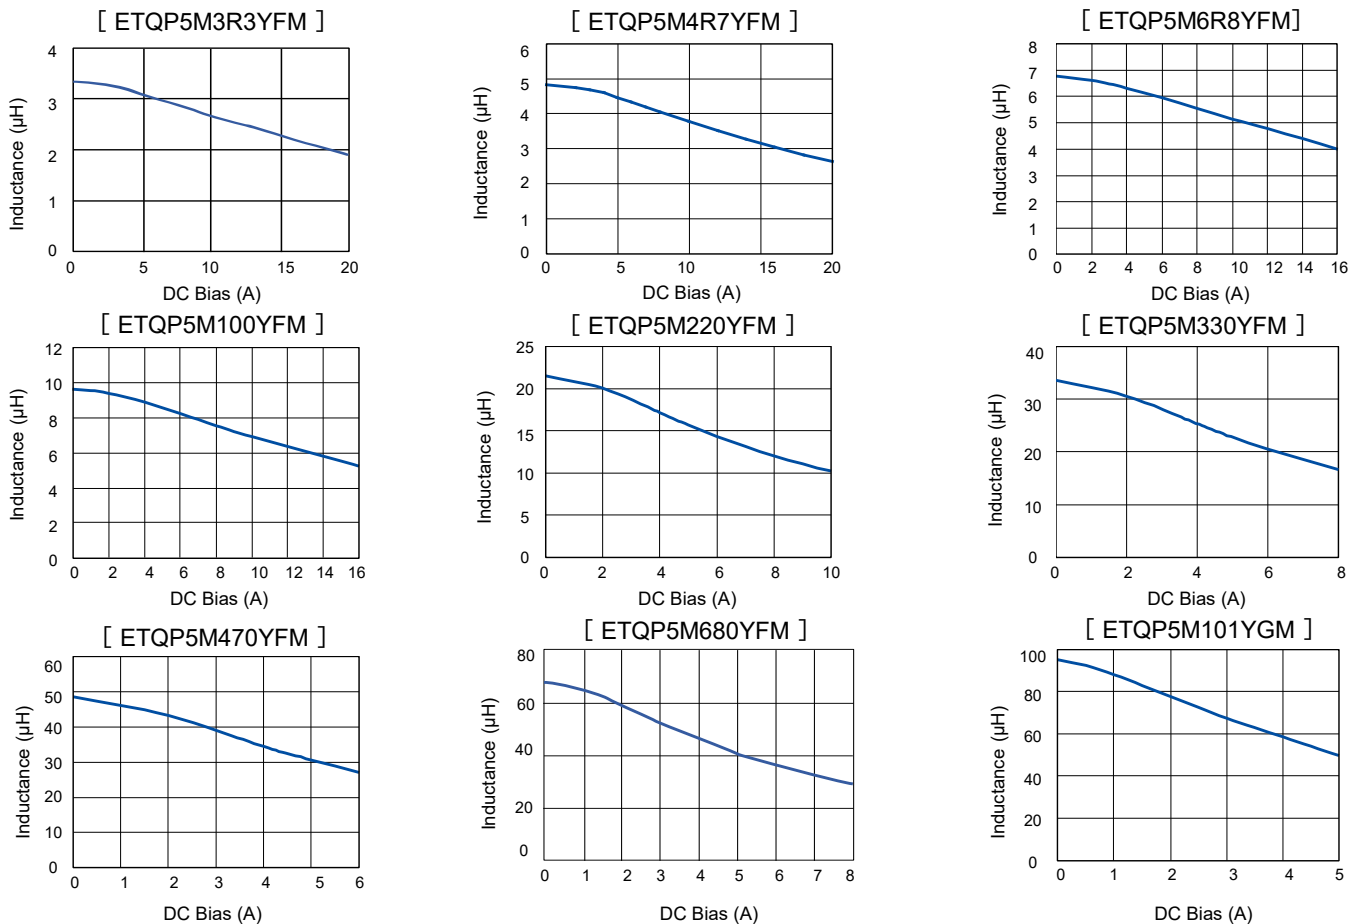 [ ETQP5M3R3YFM ]
Inductance (µH)
4
3
2
1
0
0 5 10 15 20
DC Bias (A)
[ ETQP5M4R7YFM ]
Inductance (µH)
6
5
4
3
2
1
0
0 5 10 15 20
DC Bias (A)
[ ETQP5M6R8YFM]
Inductance (µH)
8
7
6
5
4
3
2
1
0
0 2 4 6 8 10 12 14 16
DC Bias (A)
[ ETQP5M100YFM ]
Inductance (µH)
12
10
8
6
4
2
0
0 2 4 6 8 10 12 14 16
DC Bias (A)
[ ETQP5M220YFM ]
Inductance (µH)
25
20
15
10
5
0
0 2 4 6 8 10
DC Bias (A)
[ ETQP5M330YFM ]
Inductance (µH)
40
30
20
10
0
0 2 4 6 8
DC Bias (A)
[ ETQP5M470YFM ]
Inductance (µH)
60
50
40
30
20
10
0
0 1 2 3 4 5 6
DC Bias (A)
[ ETQP5M680YFM ]
Inductance (µH)
80
60
40
20
0
0 1 2 3 4 5 6 7 8
DC Bias (A)
[ ETQP5M101YGM ]
Inductance (µH)
100
80
60
40
20
0
0 1 2 3 4 5
DC Bias (A)